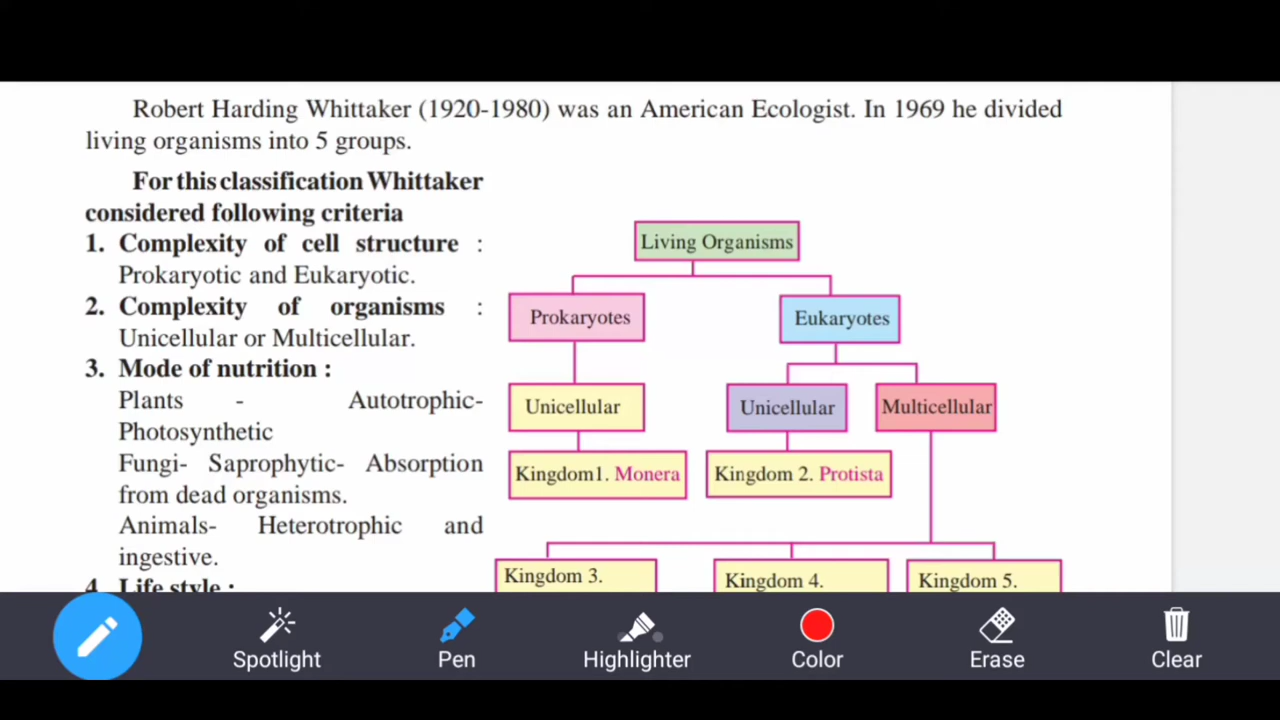 Robert Harding Whittaker (1920-1980) was an American Ecologist. In 1969 he divided
living organisms into 5 groups.
For this classification Whittaker
considered following criteria
1. Complexity of cell structure :
Prokaryotic and Eukaryotic.
2. Complexity of organisms :
Unicellular or Multicellular.
3. Mode of nutrition :
Plants - Autotrophic-
Photosynthetic
Fungi- Saprophytic- Absorption
from dead organisms.
Animals- Heterotrophic and
ingestive.
4. Life style :
Living Organisms
Prokaryotes
Eukaryotes
Unicellular
Unicellular
Multicellular
Kingdom1. Monera
Kingdom 2. Protista
Kingdom 3.
Kingdom 4.
Kingdom 5.
Spotlight
Pen
Highlighter
Color
Erase
Clear